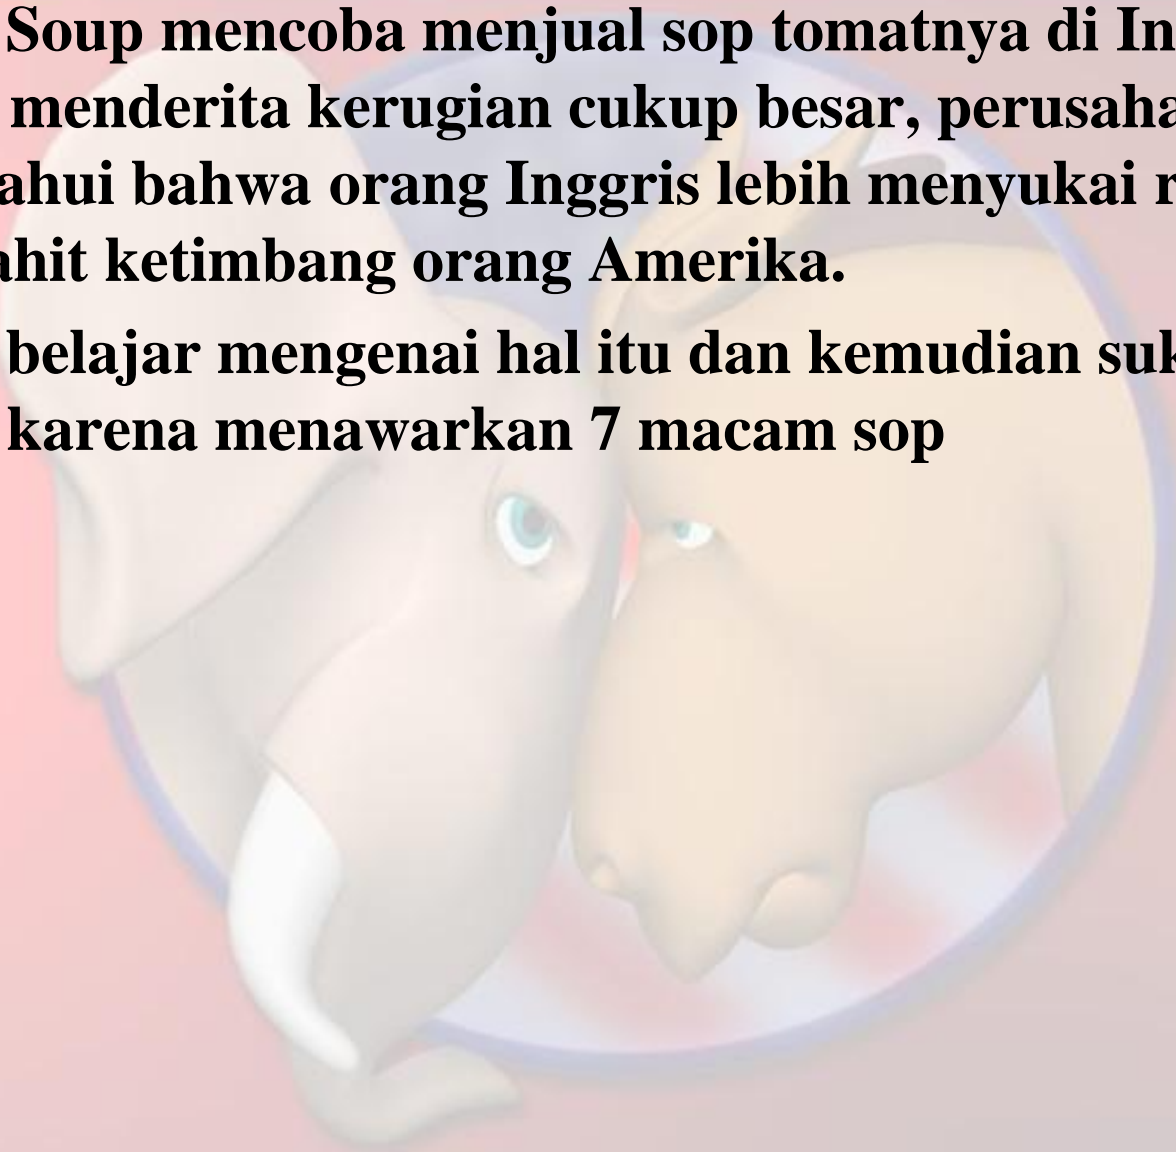 Soup mencoba menjual sop tomatnya di In
menderita kerugian cukup besar, perusaha
ahui bahwa orang Inggris lebih menyukai r
ahit ketimbang orang Amerika.
belajar mengenai hal itu dan kemudian suk
karena menawarkan 7 macam sop